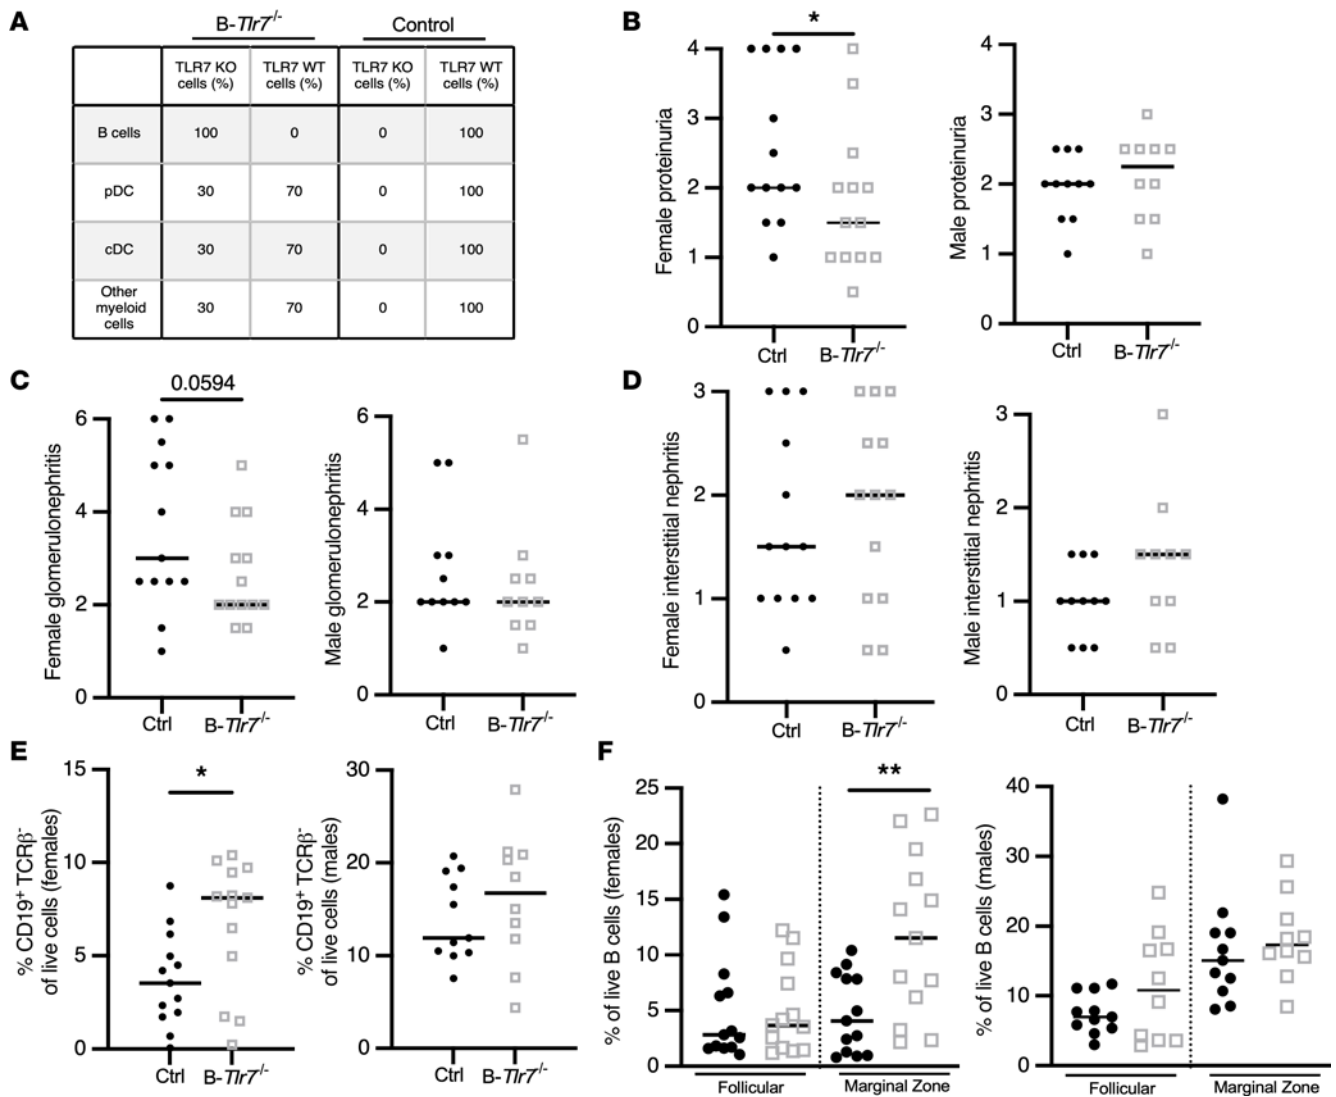 A
B-Tlr7-/-
Control
TLR7 KO cells (%)
TLR7 WT cells (%)
TLR7 KO cells (%)
TLR7 WT cells (%)
B cells
100
0
0
100
pDC
30
70
0
100
cDC
30
70
0
100
Other myeloid cells
30
70
0
100
B
Female proteinuria
4
3
2
1
0
*
Ctrl
B-Tlr7-/-
Male proteinuria
4
3
2
1
0
Ctrl
B-Tlr7-/-
C
Female glomerulonephritis
6
4
2
0
0.0594
Ctrl
B-Tlr7-/-
Male glomerulonephritis
6
4
2
0
Ctrl
B-Tlr7-/-
D
Female interstitial nephritis
3
2
1
0
Ctrl
B-Tlr7-/-
Male interstitial nephritis
3
2
1
0
Ctrl
B-Tlr7-/-
E
% CD19+ TCRβ-
of live cells (females)
15
10
5
0
*
Ctrl
B-Tlr7-/-
% CD19+ TCRβ-
of live cells (males)
30
20
10
0
Ctrl
B-Tlr7-/-
F
% of live B cells (females)
25
20
15
10
5
0
**
Follicular
Marginal Zone
% of live B cells (males)
40
30
20
10
0
Follicular
Marginal Zone